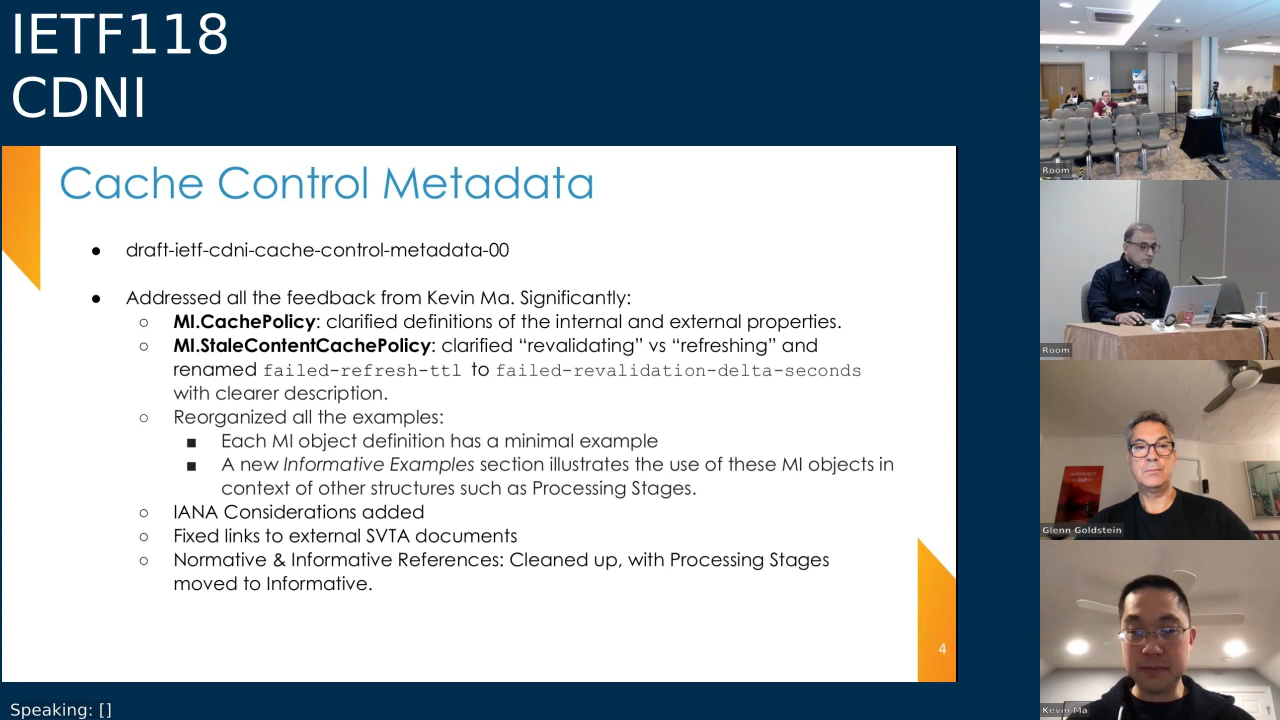 IETF118
CDNI
Cache Control Metadata
● draft-ietf-cdni-cache-control-metadata-00
● Addressed all the feedback from Kevin Ma. Significantly:
○ MI.CachePolicy: clarified definitions of the internal and external properties.
○ MI.StaleContentCachePolicy: clarified “revalidating” vs “refreshing” and
renamed failed-refresh-ttl to failed-revalidation-delta-seconds
with clearer description.
○ Reorganized all the examples:
■ Each MI object definition has a minimal example
■ A new Informative Examples section illustrates the use of these MI objects in
context of other structures such as Processing Stages.
○ IANA Considerations added
○ Fixed links to external SVTA documents
○ Normative & Informative References: Cleaned up, with Processing Stages
moved to Informative.
4
Speaking: []
Room
Room
Glenn Goldstein
Kevin Ma